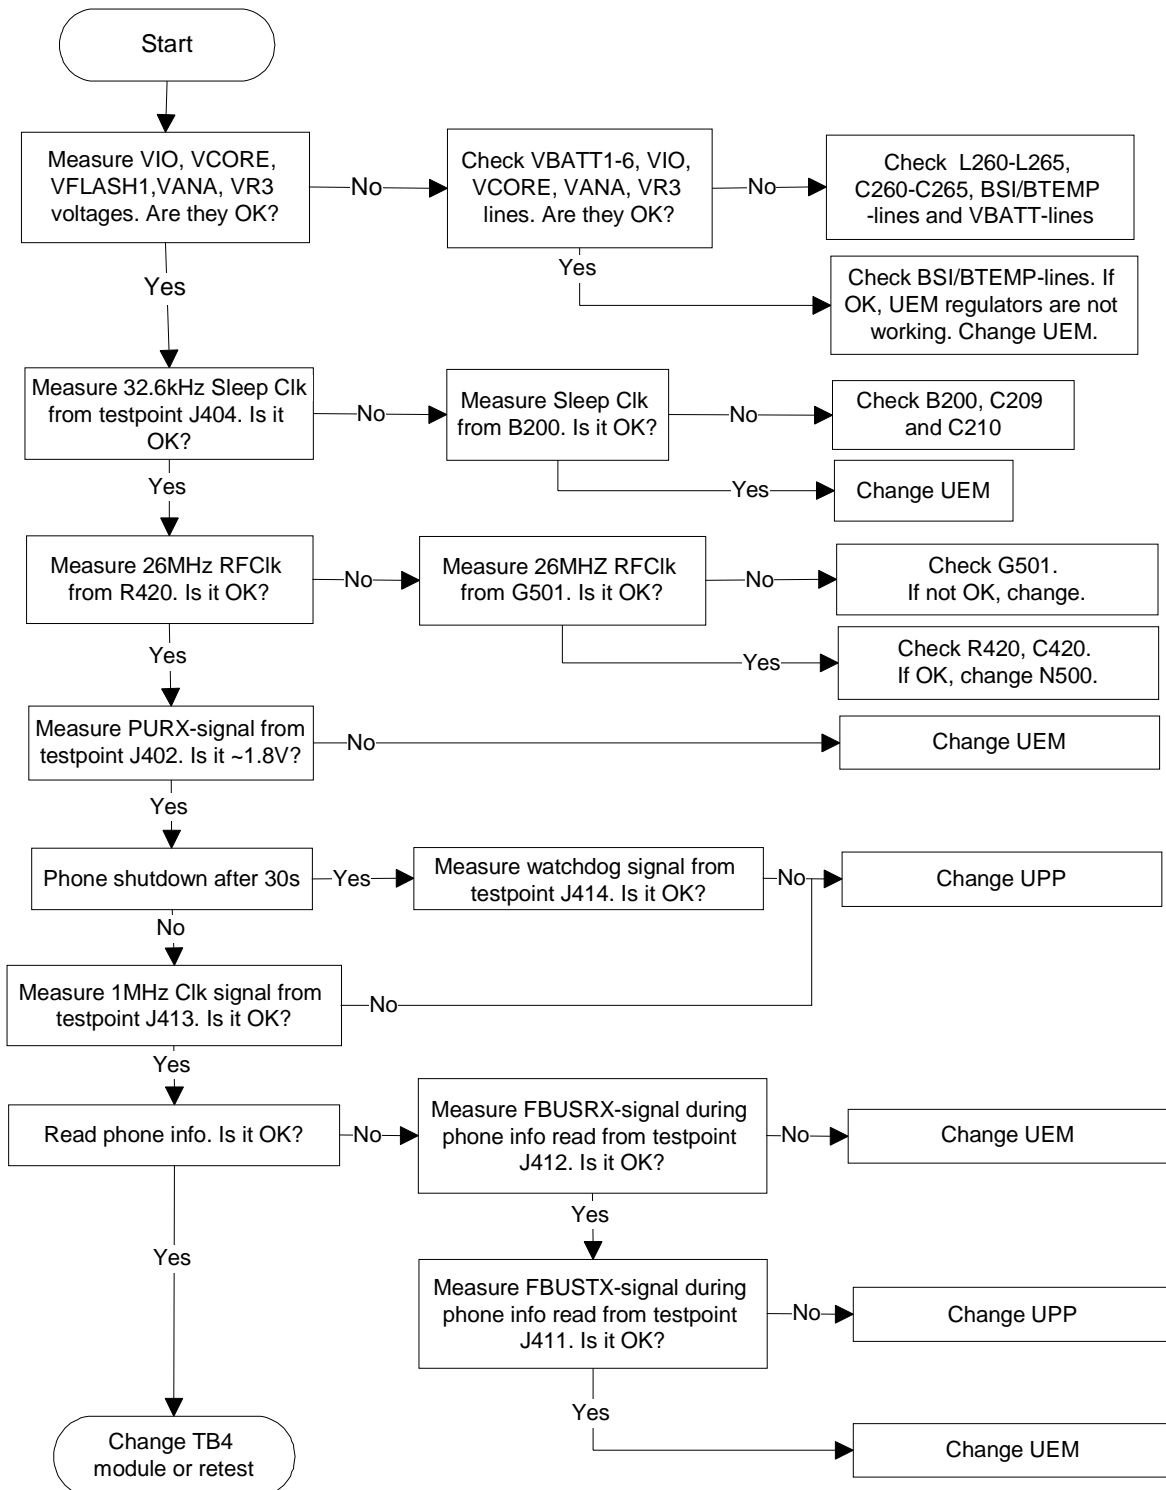 Start
Measure VIO, VCORE,
VFLASH1,VANA, VR3
voltages. Are they OK?
No
Check VBATT1-6, VIO,
VCORE, VANA, VR3
lines. Are they OK?
No
Check  L260-L265,
C260-C265, BSI/BTEMP
-lines and VBATT-lines
Yes
Yes
Check BSI/BTEMP-lines. If
OK, UEM regulators are not
working. Change UEM.
Measure 32.6kHz Sleep Clk
from testpoint J404. Is it
OK?
No
Measure Sleep Clk
from B200. Is it OK?
No
Check B200, C209
and C210
Yes
Yes
Change UEM
Measure 26MHz RFClk
from R420. Is it OK?
No
Measure 26MHZ RFClk
from G501. Is it OK?
No
Check G501.
If not OK, change.
Yes
Yes
Check R420, C420.
If OK, change N500.
Measure PURX-signal from
testpoint J402. Is it ~1.8V?
No
Change UEM
Yes
Phone shutdown after 30s
Yes
Measure watchdog signal from
testpoint J414. Is it OK?
No
Change UPP
No
Measure 1MHz Clk signal from
testpoint J413. Is it OK?
No
Yes
Read phone info. Is it OK?
No
Measure FBUSRX-signal during
phone info read from testpoint
J412. Is it OK?
No
Change UEM
Yes
Yes
Measure FBUSTX-signal during
phone info read from testpoint
J411. Is it OK?
No
Change UPP
Yes
Change UEM
Change TB4
module or retest